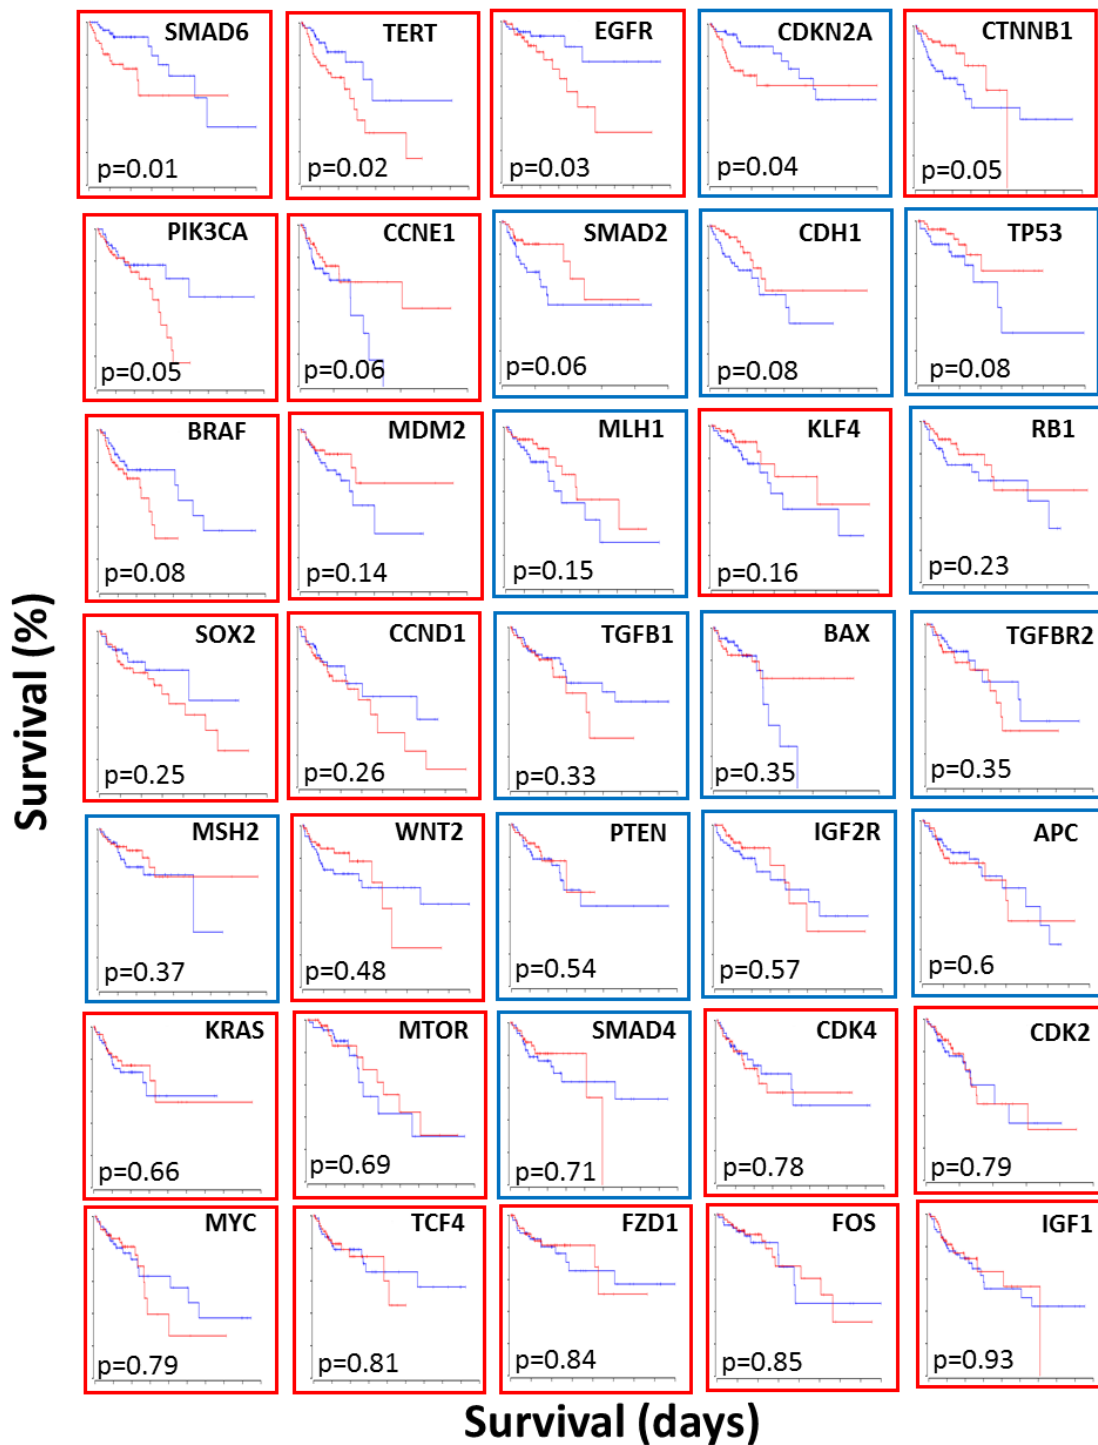 SMAD6
TERT
EGFR
CDKN2A
CTNNB1
p=0.01
p=0.02
p=0.03
p=0.04
p=0.05
PIK3CA
CCNE1
SMAD2
CDH1
TP53
p=0.05
p=0.06
p=0.06
p=0.08
p=0.08
BRAF
MDM2
MLH1
KLF4
RB1
p=0.08
p=0.14
p=0.15
p=0.16
p=0.23
SOX2
CCND1
TGFB1
BAX
TGFBR2
p=0.25
p=0.26
p=0.33
p=0.35
p=0.35
MSH2
WNT2
PTEN
IGF2R
APC
p=0.37
p=0.48
p=0.54
p=0.57
p=0.6
KRAS
MTOR
SMAD4
CDK4
CDK2
p=0.66
p=0.69
p=0.71
p=0.78
p=0.79
MYC
TCF4
FZD1
FOS
IGF1
p=0.79
p=0.81
p=0.84
p=0.85
p=0.93
Survival (%)
Survival (days)